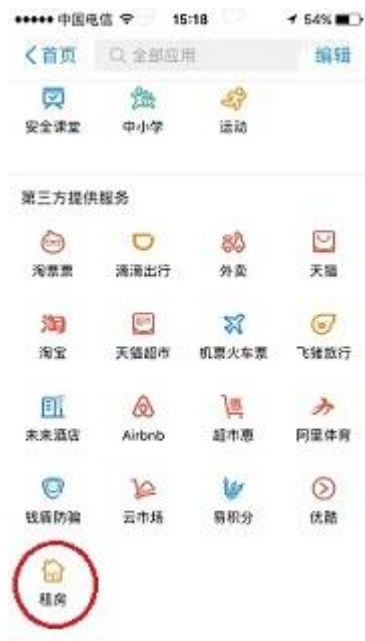 中国电信 15:18 54%
首页 全部应用 编辑
安全课堂 中小学 运动
第三方提供服务
淘票票 滴滴出行 外卖 天猫
淘
淘宝 天猫超市 机票火车票 飞猪旅行
未来酒店 Airbnb 超市惠 阿里体育
钱盾防骗 云市场 易积分 优酷
租房